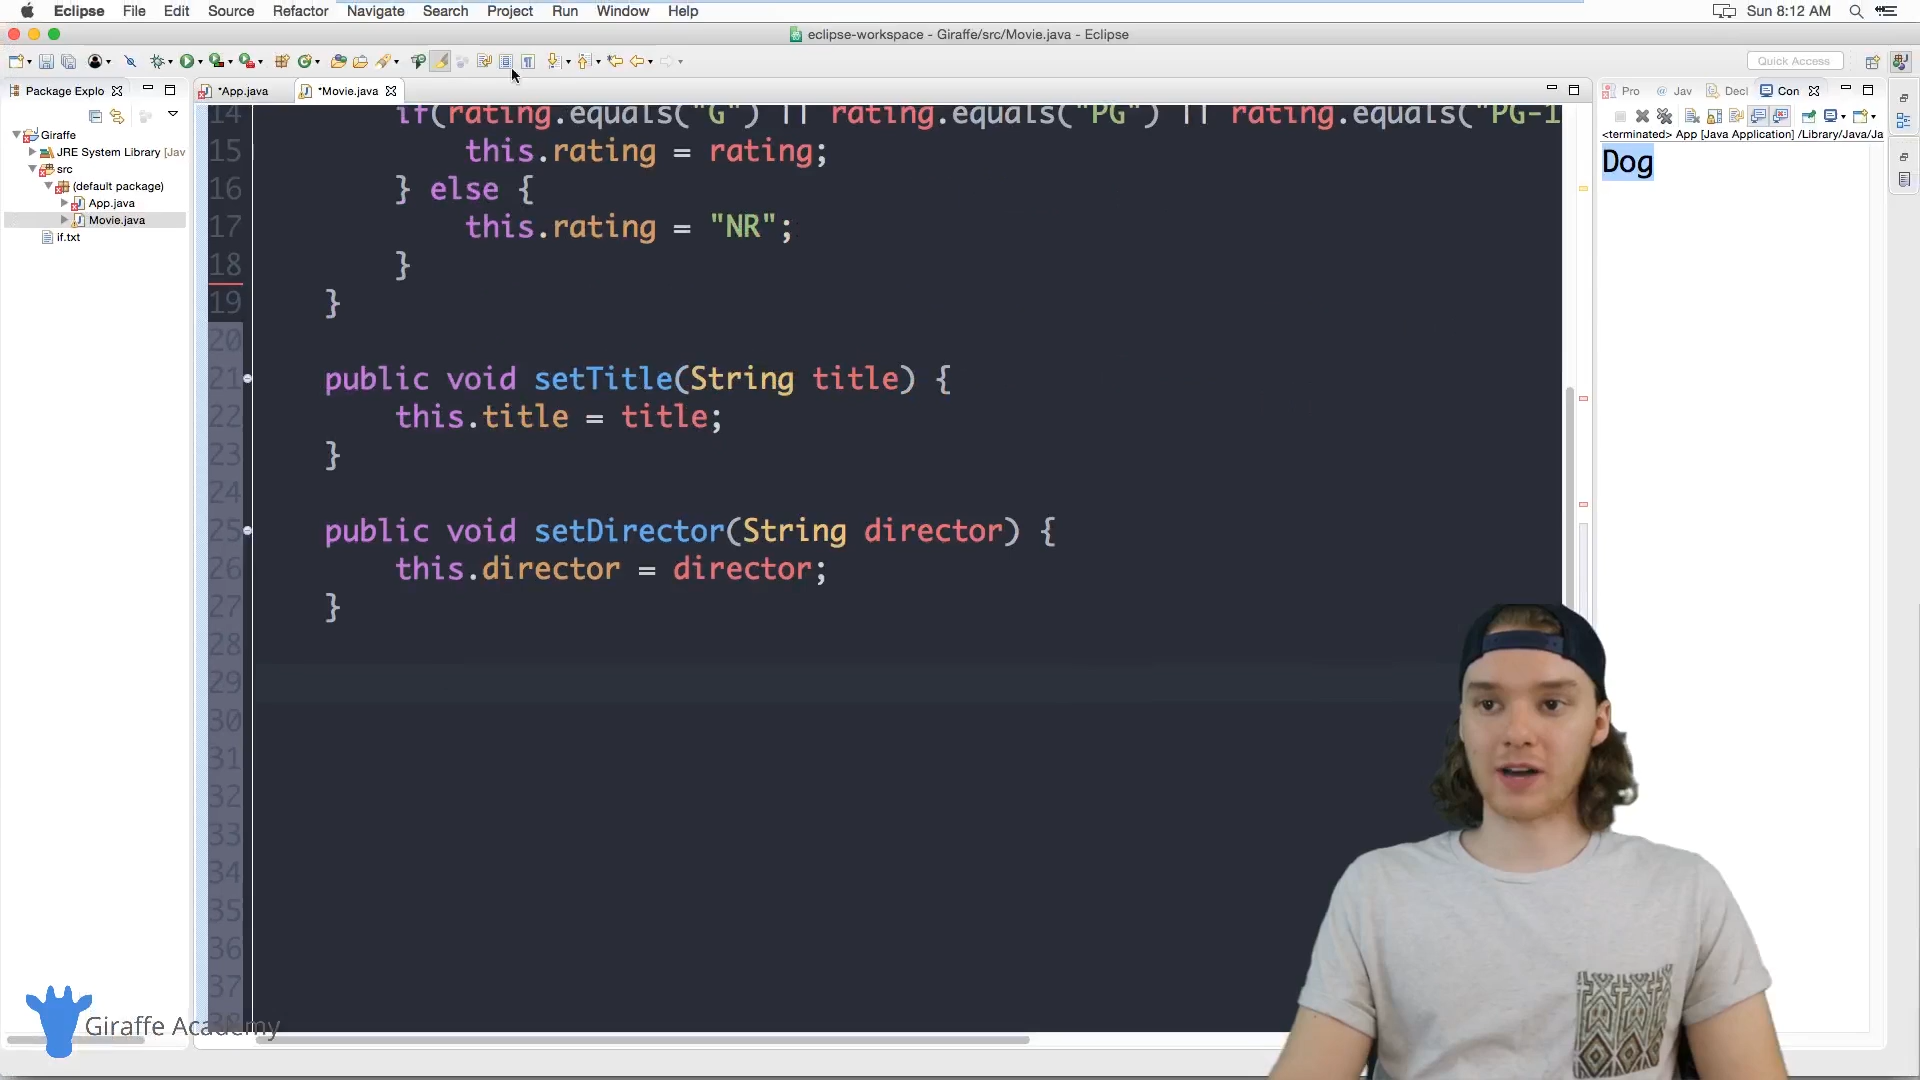 Eclipse File Edit Source Refactor Navigate Search Project Run Window Help Sun 8:12 AM
eclipse-workspace - Giraffe/src/Movie.java - Eclipse
Quick Access
Package Explo
*App.java
*Movie.java
Pro
@ Jav
Decl
Con
Giraffe
JRE System Library [Jav
src
(default package)
App.java
Movie.java
if.txt
<terminated> App [Java Application] /Library/Java/Ja
Dog
14 if(rating.equals("G") || rating.equals("PG") || rating.equals("PG-1
15 this.rating = rating;
16 } else {
17 this.rating = "NR";
18 }
19 }
20
21 public void setTitle(String title) {
22 this.title = title;
23 }
24
25 public void setDirector(String director) {
26 this.director = director;
27 }
28
29
30
31
32
33
34
35
36
37
38
Giraffe Academy